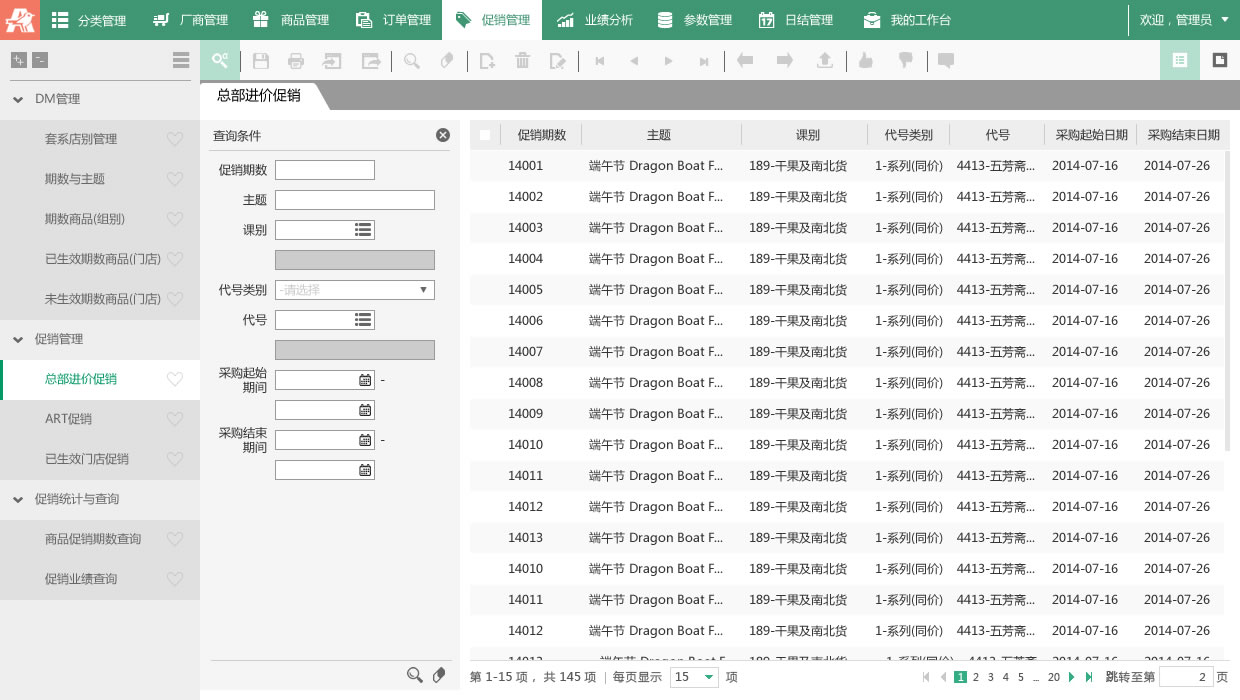 分类管理 厂商管理 商品管理 订单管理 促销管理 业绩分析 参数管理 日结管理 我的工作台 欢迎，管理员
总部进价促销
DM管理
套系店别管理
期数与主题
期数商品(组别)
已生效期数商品(门店)
未生效期数商品(门店)
促销管理
总部进价促销
ART促销
已生效门店促销
促销统计与查询
商品促销期数查询
促销业绩查询
查询条件
促销期数
主题
课别
代号类别 -请选择
代号
采购起始期间 -
采购结束期间 -
促销期数 主题 课别 代号类别 代号 采购起始日期 采购结束日期
14001 端午节 Dragon Boat F... 189-干果及南北货 1-系列(同价) 4413-五芳斋... 2014-07-16 2014-07-26
14002 端午节 Dragon Boat F... 189-干果及南北货 1-系列(同价) 4413-五芳斋... 2014-07-16 2014-07-26
14003 端午节 Dragon Boat F... 189-干果及南北货 1-系列(同价) 4413-五芳斋... 2014-07-16 2014-07-26
14004 端午节 Dragon Boat F... 189-干果及南北货 1-系列(同价) 4413-五芳斋... 2014-07-16 2014-07-26
14005 端午节 Dragon Boat F... 189-干果及南北货 1-系列(同价) 4413-五芳斋... 2014-07-16 2014-07-26
14006 端午节 Dragon Boat F... 189-干果及南北货 1-系列(同价) 4413-五芳斋... 2014-07-16 2014-07-26
14007 端午节 Dragon Boat F... 189-干果及南北货 1-系列(同价) 4413-五芳斋... 2014-07-16 2014-07-26
14008 端午节 Dragon Boat F... 189-干果及南北货 1-系列(同价) 4413-五芳斋... 2014-07-16 2014-07-26
14009 端午节 Dragon Boat F... 189-干果及南北货 1-系列(同价) 4413-五芳斋... 2014-07-16 2014-07-26
14010 端午节 Dragon Boat F... 189-干果及南北货 1-系列(同价) 4413-五芳斋... 2014-07-16 2014-07-26
14011 端午节 Dragon Boat F... 189-干果及南北货 1-系列(同价) 4413-五芳斋... 2014-07-16 2014-07-26
14012 端午节 Dragon Boat F... 189-干果及南北货 1-系列(同价) 4413-五芳斋... 2014-07-16 2014-07-26
14013 端午节 Dragon Boat F... 189-干果及南北货 1-系列(同价) 4413-五芳斋... 2014-07-16 2014-07-26
14010 端午节 Dragon Boat F... 189-干果及南北货 1-系列(同价) 4413-五芳斋... 2014-07-16 2014-07-26
14011 端午节 Dragon Boat F... 189-干果及南北货 1-系列(同价) 4413-五芳斋... 2014-07-16 2014-07-26
14012 端午节 Dragon Boat F... 189-干果及南北货 1-系列(同价) 4413-五芳斋... 2014-07-16 2014-07-26
第 1-15 项， 共 145 项 | 每页显示 15 项 1 2 3 4 5 ... 20 跳转至第 2 页